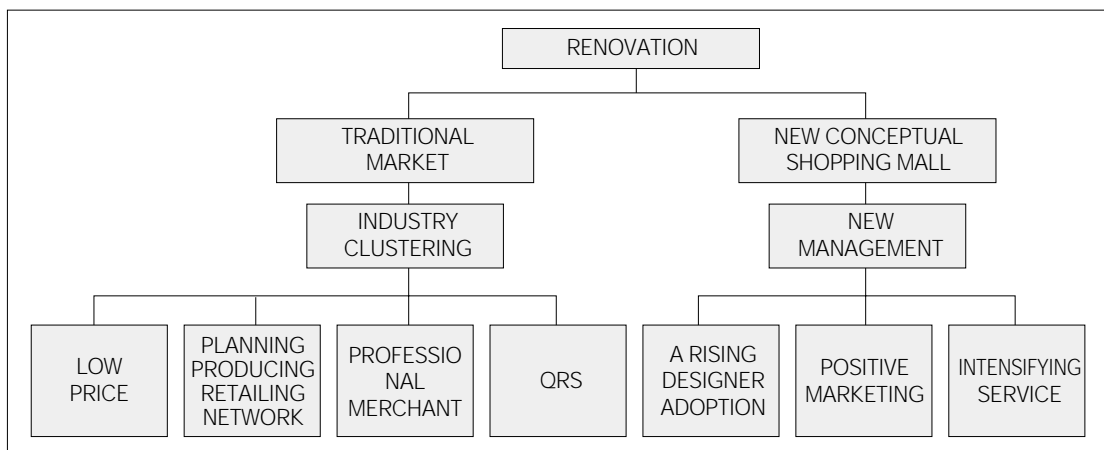 RENOVATION
TRADITIONAL
MARKET
NEW CONCEPTUAL
SHOPPING MALL
INDUSTRY
CLUSTERING
NEW
MANAGEMENT
LOW
PRICE
PLANNING
PRODUCING
RETAILING
NETWORK
PROFESSIO
NAL
MERCHANT
QRS
A RISING
DESIGNER
ADOPTION
POSITIVE
MARKETING
INTENSIFYING
SERVICE